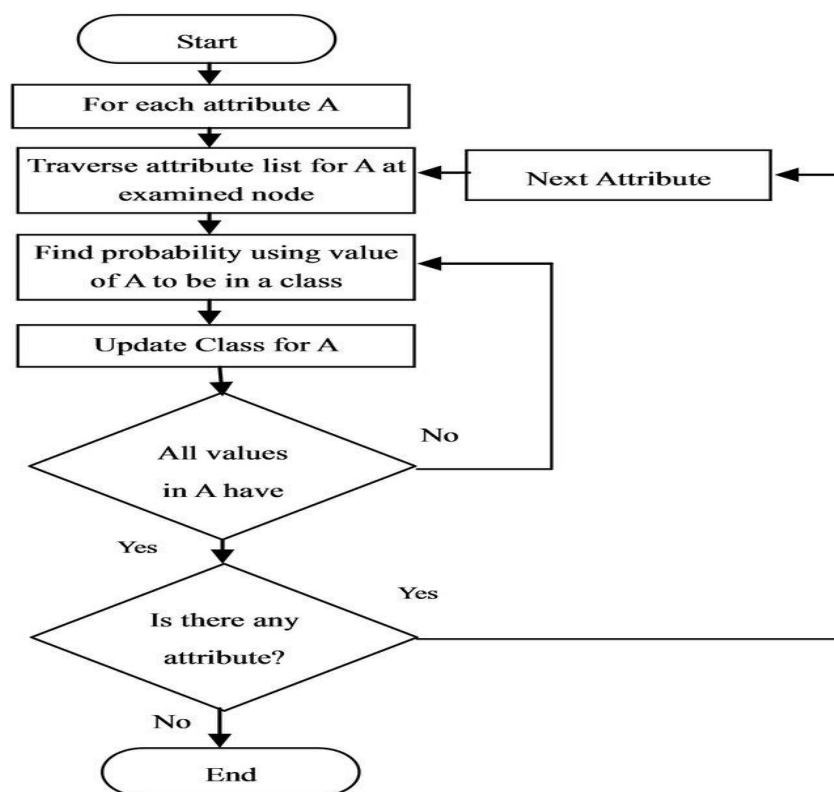 Start
For each attribute A
Traverse attribute list for A at
examined node
Next Attribute
Find probability using value
of A to be in a class
Update Class for A
No
All values
in A have
Yes
Yes
Is there any
attribute?
No
End